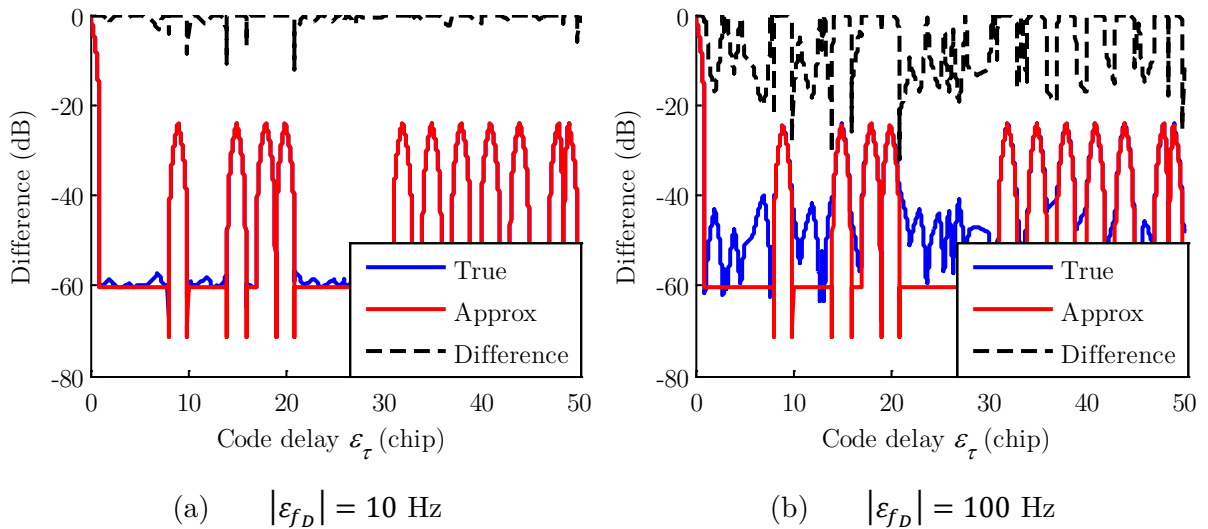 0
-20
-40
-60
-80
Difference (dB)
0 10 20 30 40 50
Code delay ε_τ (chip)
True
Approx
Difference
(a) |ε_{f_D}| = 10 Hz
0
-20
-40
-60
-80
Difference (dB)
0 10 20 30 40 50
Code delay ε_τ (chip)
True
Approx
Difference
(b) |ε_{f_D}| = 100 Hz